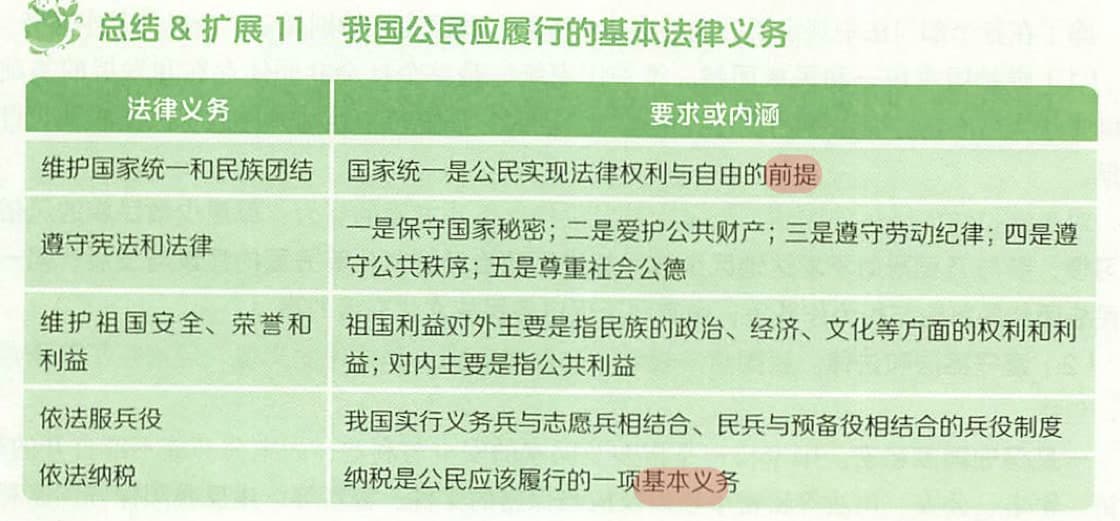 总结 & 扩展 11 我国公民应履行的基本法律义务
法律义务 要求或内涵
维护国家统一和民族团结 国家统一是公民实现法律权利与自由的前提
遵守宪法和法律
一是保守国家秘密；二是爱护公共财产；三是遵守劳动纪律；四是遵
守公共秩序；五是尊重社会公德
维护祖国安全、荣誉和
利益
祖国利益对外主要是指民族的政治、经济、文化等方面的权利和利
益；对内主要是指公共利益
依法服兵役 我国实行义务兵与志愿兵相结合、民兵与预备役相结合的兵役制度
依法纳税 纳税是公民应该履行的一项基本义务